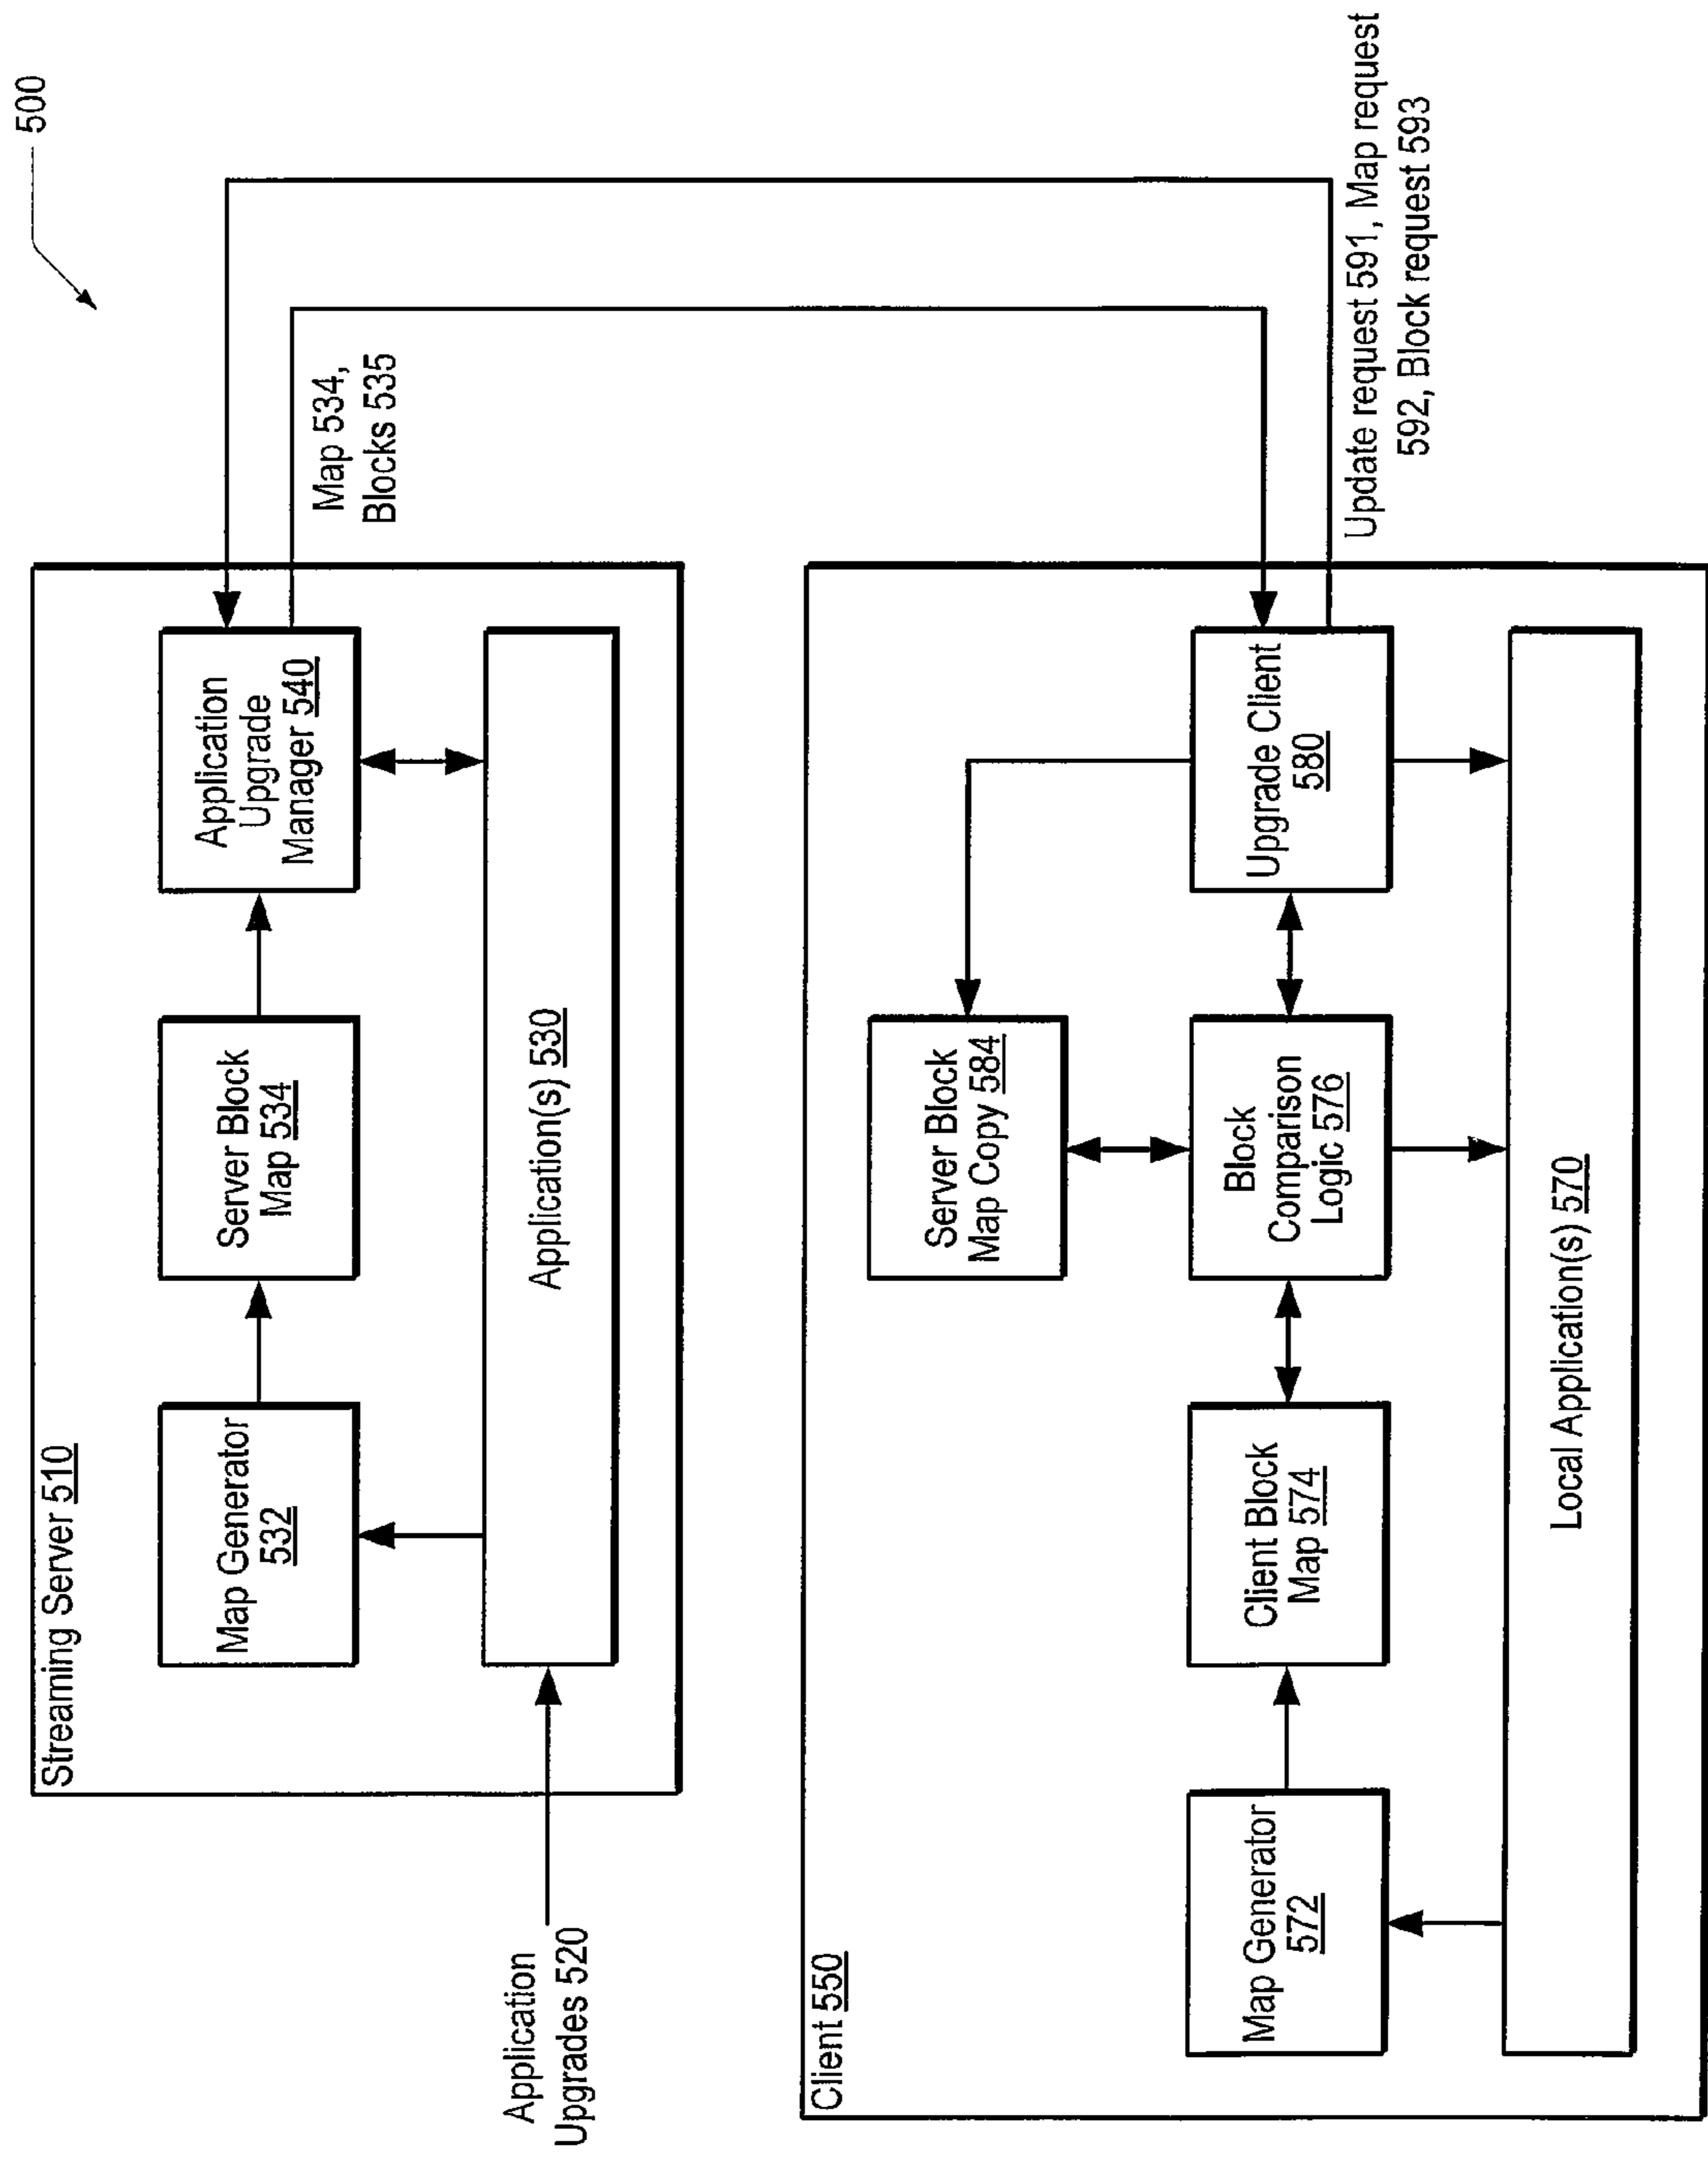 500
Streaming Server 510
Map Generator
532
Server Block
Map 534
Application
Upgrade
Manager 540
Map 534,
Blocks 535
Application(s) 530
Application
Upgrades 520
Client 550
Server Block
Map Copy 584
Map Generator
572
Client Block
Map 574
Block
Comparison
Logic 576
Upgrade Client
580
Update request 591, Map request
592, Block request 593
Local Application(s) 570